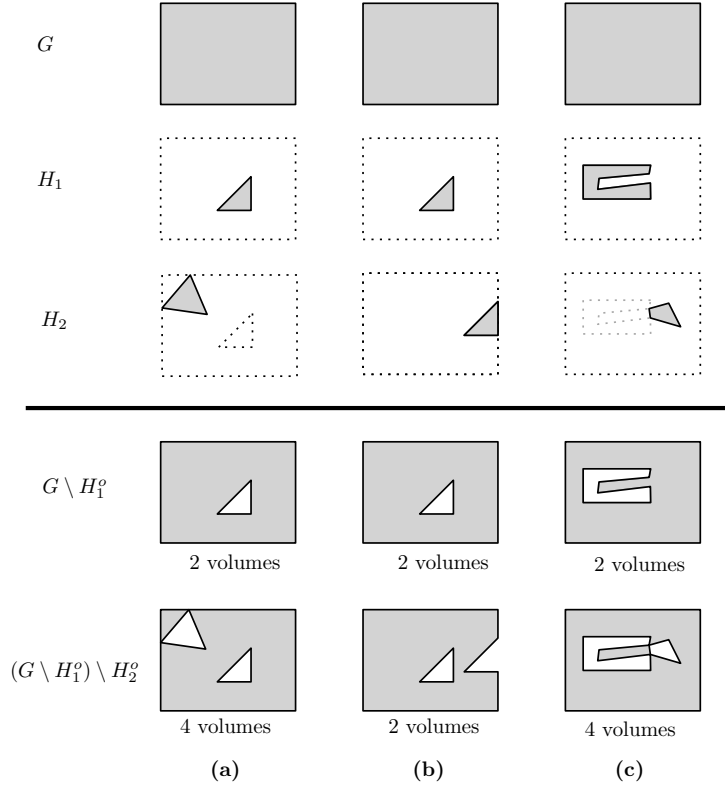 G
H₁
H₂
G \ H₁ᵒ
2 volumes 2 volumes 2 volumes
(G \ H₁ᵒ) \ H₂ᵒ
4 volumes 2 volumes 4 volumes
(a) (b) (c)